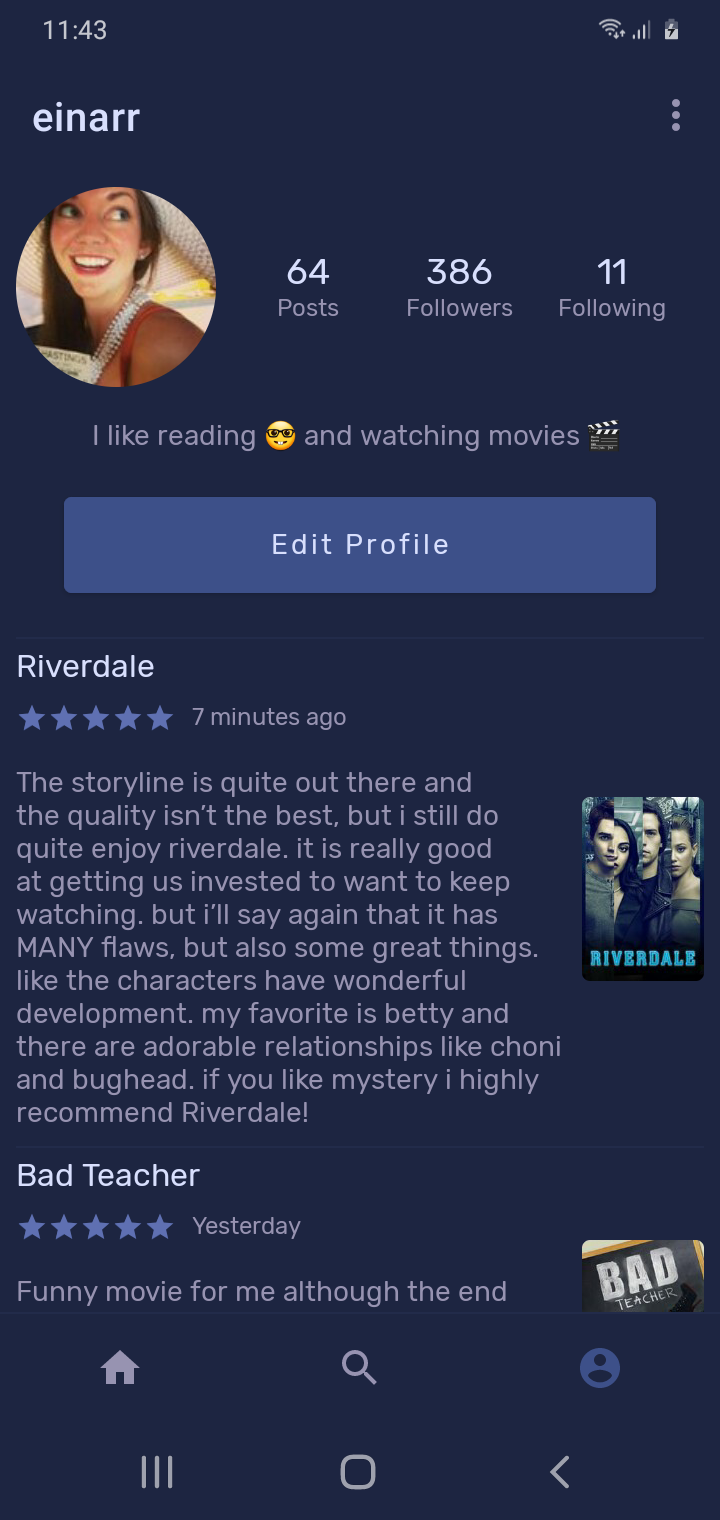 11:43
einarr
HASTINGS
64
Posts
386
Followers
11
Following
I like reading 🤓 and watching movies 🎬
Edit Profile
Riverdale
7 minutes ago
The storyline is quite out there and
the quality isn’t the best, but i still do
quite enjoy riverdale. it is really good
at getting us invested to want to keep
watching. but i’ll say again that it has
MANY flaws, but also some great things.
like the characters have wonderful
development. my favorite is betty and
there are adorable relationships like choni
and bughead. if you like mystery i highly
recommend Riverdale!
RIVERDALE
Bad Teacher
Yesterday
Funny movie for me although the end
BAD
TEACHER